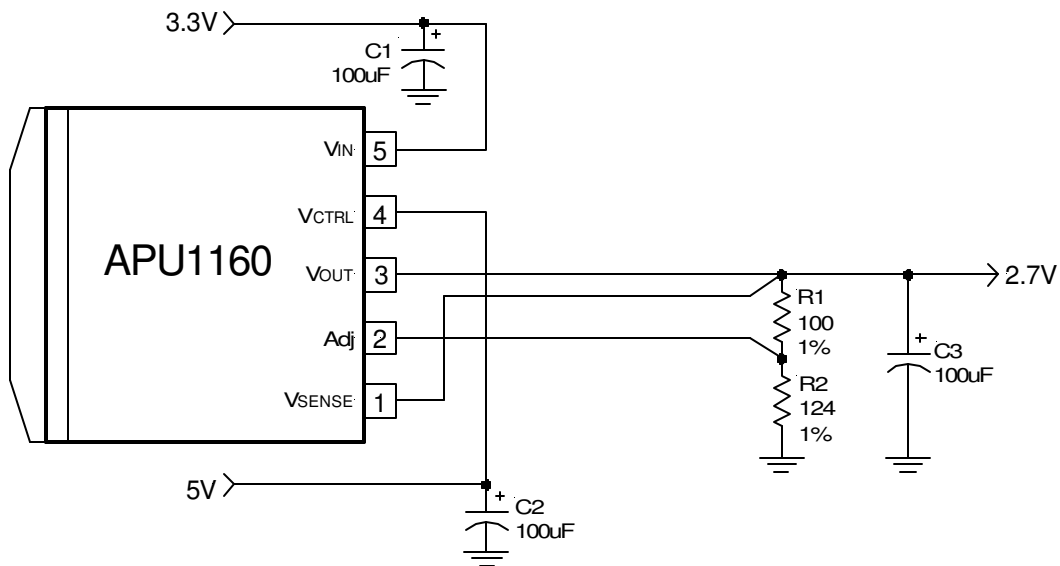 3.3V
C1
100uF
+
VIN
5
VCTRL
4
APU1160
VOUT
3
2.7V
R1
100
1%
Adj
2
+
C3
100uF
R2
124
1%
VSENSE
1
5V
+
C2
100uF